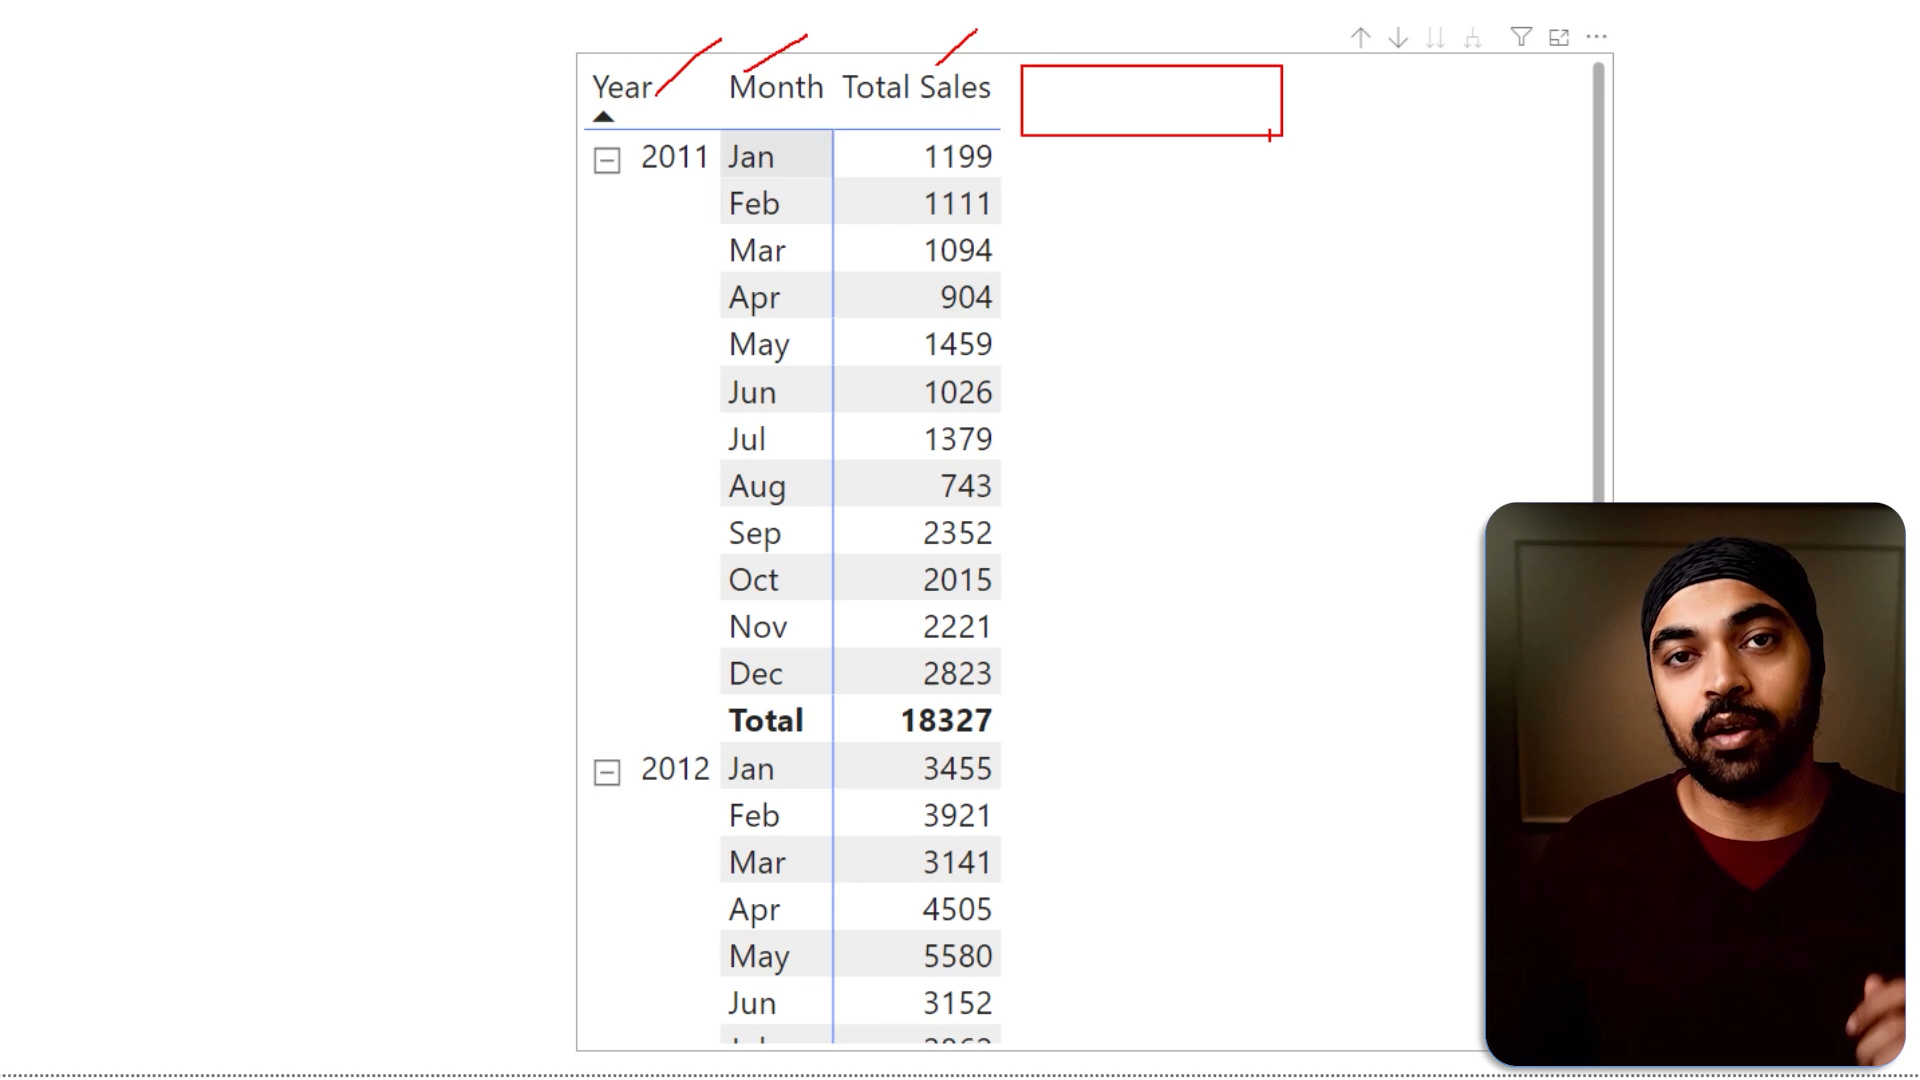 Year Month Total Sales
2011 Jan 1199
Feb 1111
Mar 1094
Apr 904
May 1459
Jun 1026
Jul 1379
Aug 743
Sep 2352
Oct 2015
Nov 2221
Dec 2823
Total 18327
2012 Jan 3455
Feb 3921
Mar 3141
Apr 4505
May 5580
Jun 3152